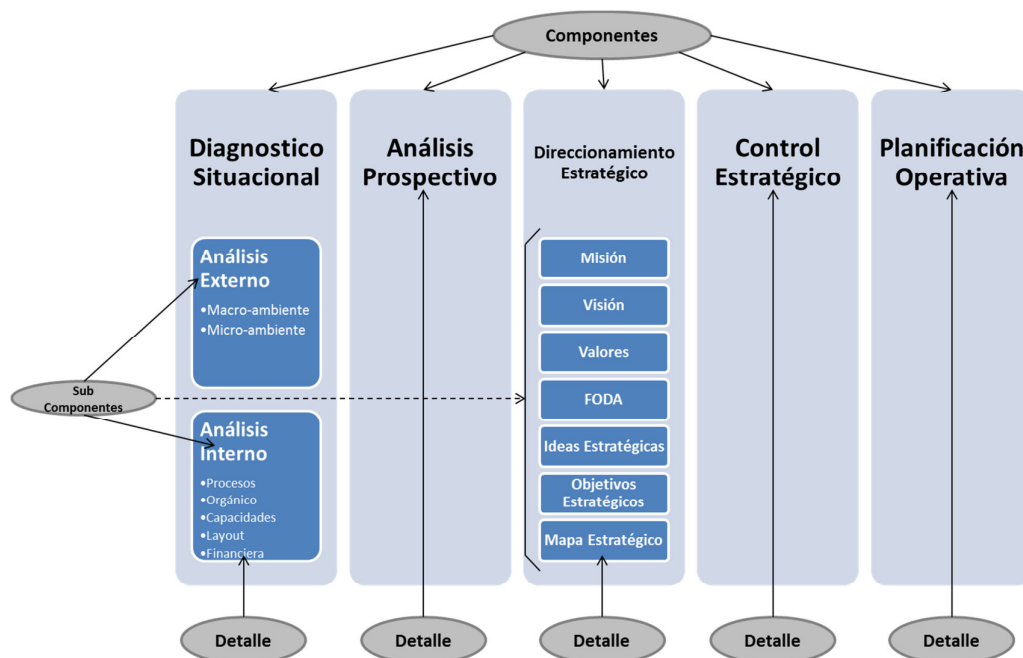 Componentes
Diagnostico
Situacional
Análisis
Prospectivo
Direccionamiento
Estratégico
Control
Estratégico
Planificación
Operativa
Análisis
Externo
•Macro-ambiente
•Micro-ambiente
Sub
Componentes
Análisis
Interno
•Procesos
•Orgánico
•Capacidades
•Layout
•Financiera
Misión
Visión
Valores
FODA
Ideas Estratégicas
Objetivos
Estratégicos
Mapa Estratégico
Detalle
Detalle
Detalle
Detalle
Detalle